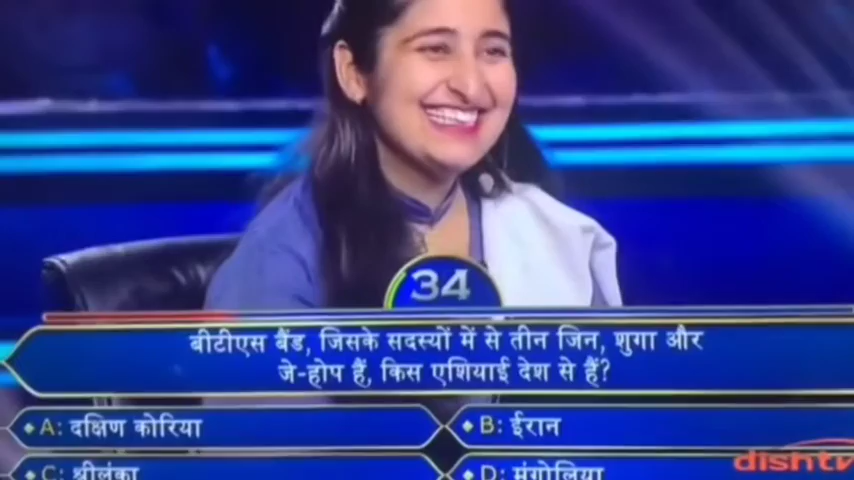 34
बीटीएस बैंड, जिसके सदस्यों में से तीन जिन, शुगा और
जे-होप हैं, किस एशियाई देश से हैं?
A: दक्षिण कोरिया
B: ईरान
C: श्रीलंका
D: मंगोलिया
dishtv